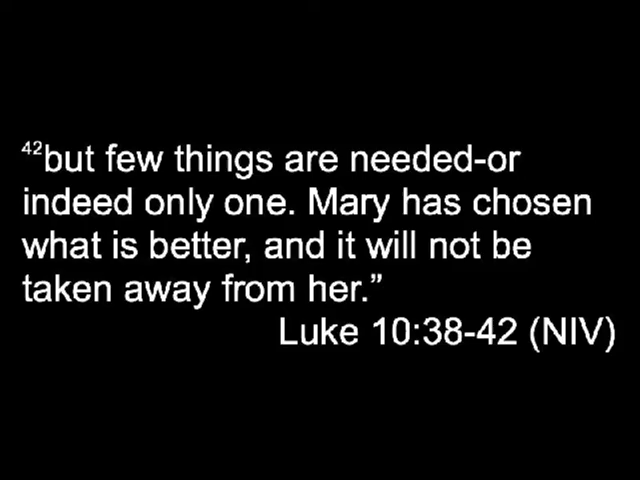 42but few things are needed-or
indeed only one. Mary has chosen
what is better, and it will not be
taken away from her.”
Luke 10:38-42 (NIV)